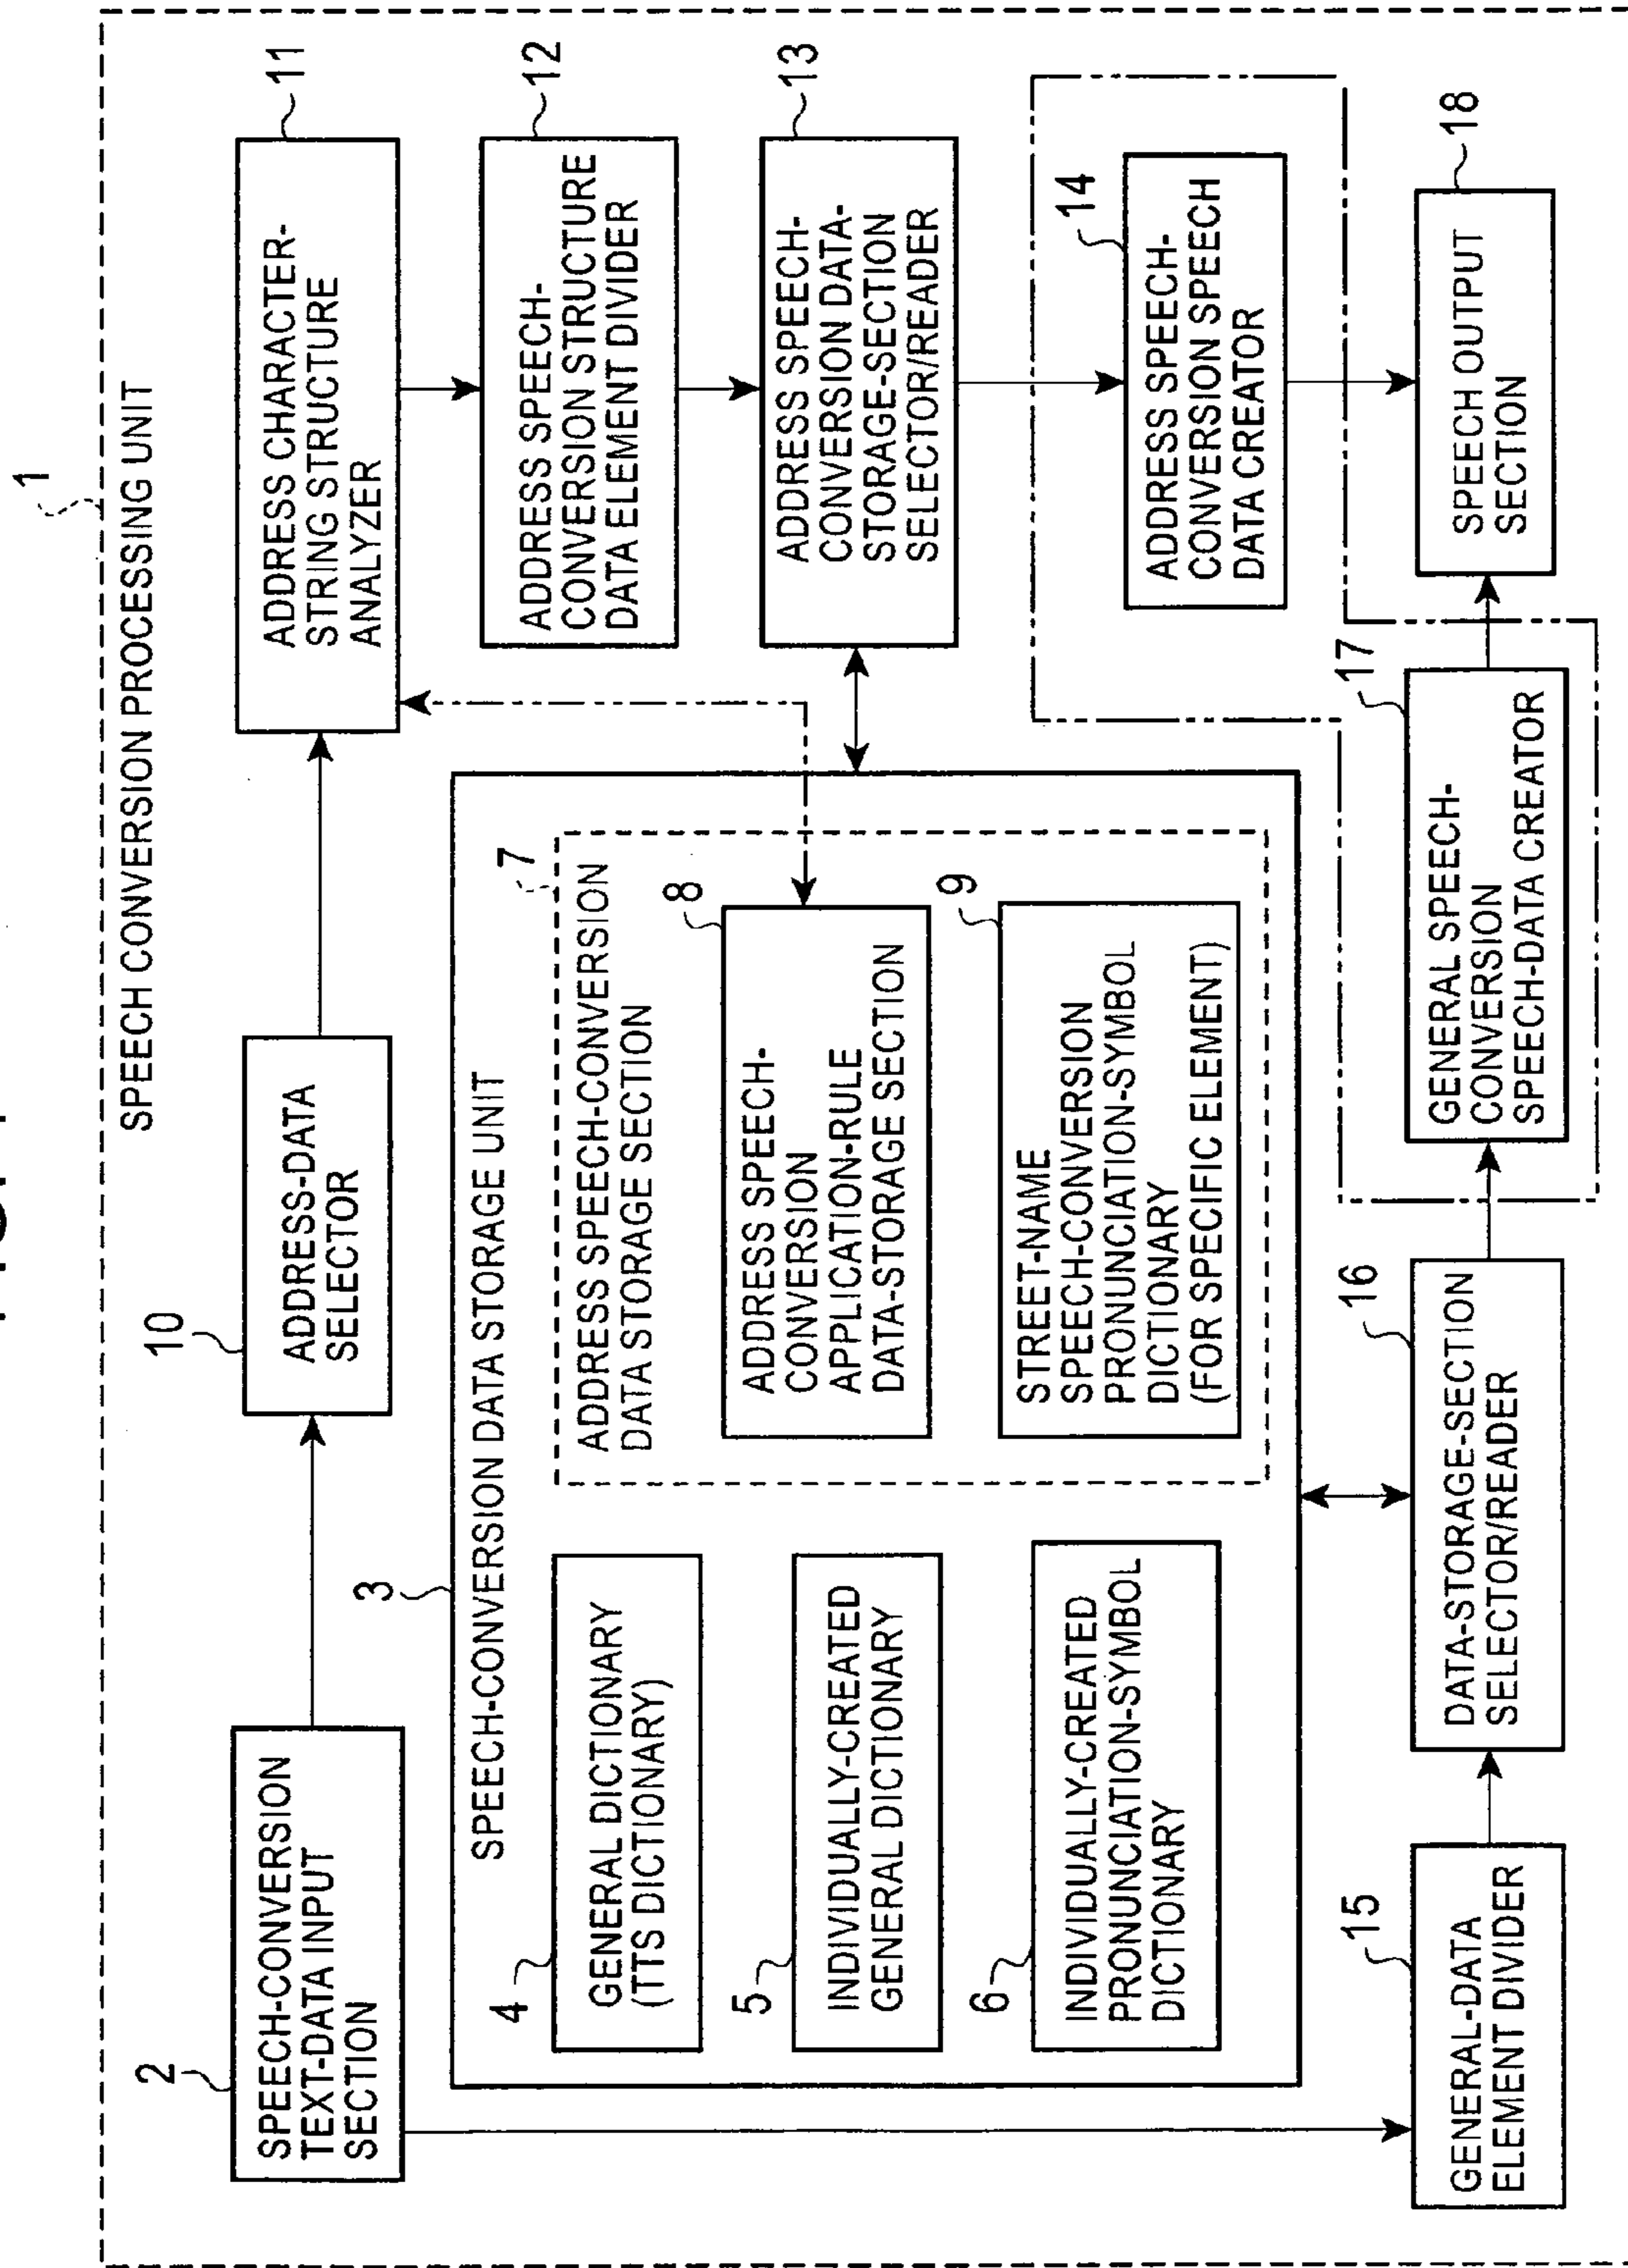 1
SPEECH CONVERSION PROCESSING UNIT
2
SPEECH-CONVERSION
TEXT-DATA INPUT
SECTION
10
ADDRESS-DATA
SELECTOR
11
ADDRESS CHARACTER-
STRING STRUCTURE
ANALYZER
12
ADDRESS SPEECH-
CONVERSION STRUCTURE
DATA ELEMENT DIVIDER
13
ADDRESS SPEECH-
CONVERSION DATA-
STORAGE-SECTION
SELECTOR/READER
3
SPEECH-CONVERSION DATA STORAGE UNIT
4
GENERAL DICTIONARY
(TTS DICTIONARY)
5
INDIVIDUALLY-CREATED
GENERAL DICTIONARY
6
INDIVIDUALLY-CREATED
PRONUNCIATION-SYMBOL
DICTIONARY
7
ADDRESS SPEECH-CONVERSION
DATA STORAGE SECTION
8
ADDRESS SPEECH-
CONVERSION
APPLICATION-RULE
DATA-STORAGE SECTION
9
STREET-NAME
SPEECH-CONVERSION
PRONUNCIATION-SYMBOL
DICTIONARY
(FOR SPECIFIC ELEMENT)
14
ADDRESS SPEECH-
CONVERSION SPEECH
DATA CREATOR
15
GENERAL-DATA
ELEMENT DIVIDER
16
DATA-STORAGE-SECTION
SELECTOR/READER
17
GENERAL SPEECH-
CONVERSION
SPEECH-DATA CREATOR
18
SPEECH OUTPUT
SECTION